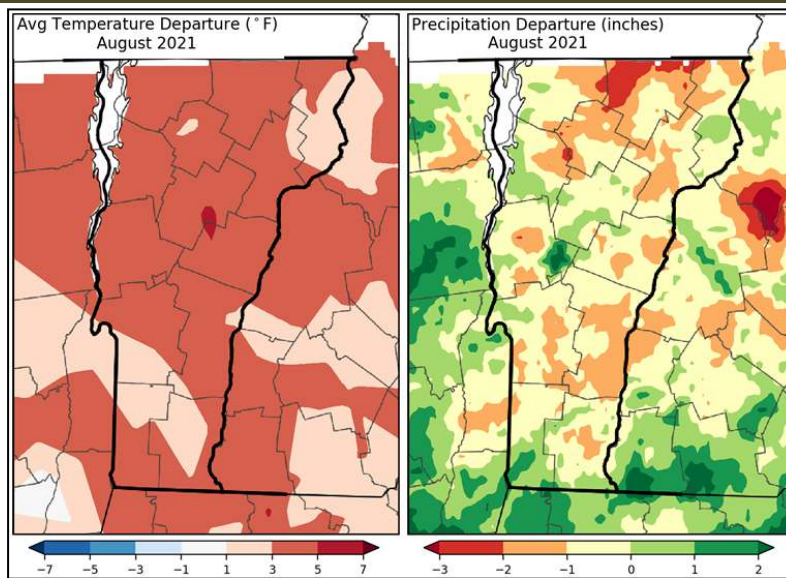 Avg Temperature Departure (°F)
August 2021
Precipitation Departure (inches)
August 2021
−7 −5 −3 −1 1 3 5 7
−3 −2 −1 0 1 2